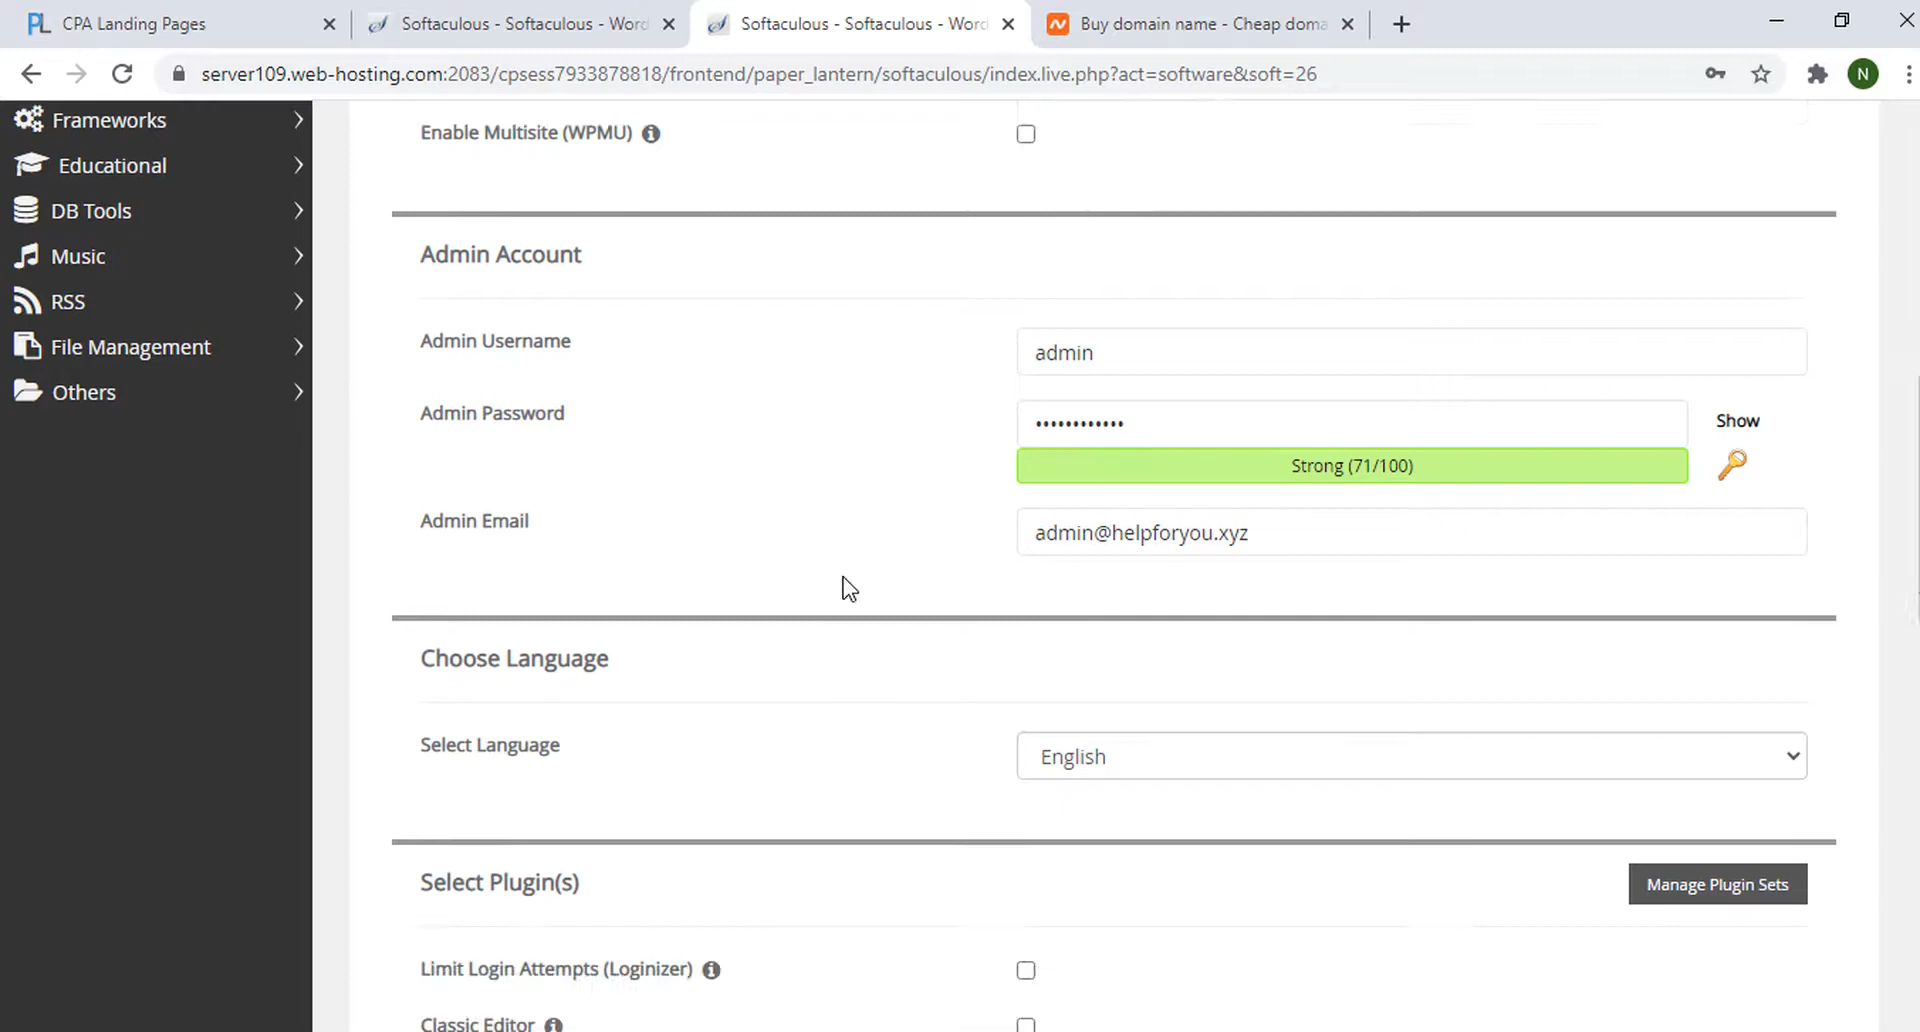 CPA Landing Pages
Softaculous - Softaculous - Word
Softaculous - Softaculous - Word
Buy domain name - Cheap doma
server109.web-hosting.com:2083/cpsess7933878818/frontend/paper_lantern/softaculous/index.live.php?act=software&soft=26
N
Frameworks
Educational
DB Tools
Music
RSS
File Management
Others
Enable Multisite (WPMU)
Admin Account
Admin Username
admin
Admin Password
••••••••••••
Show
Strong (71/100)
Admin Email
admin@helpforyou.xyz
Choose Language
Select Language
English
Select Plugin(s)
Manage Plugin Sets
Limit Login Attempts (Loginizer)
Classic Editor